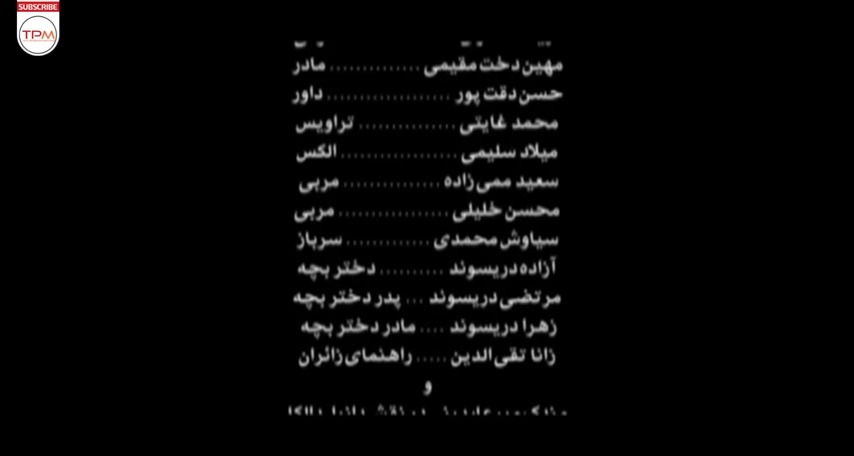 SUBSCRIBE
TPM
مهین دخت مقیمی .............. مادر
حسن دقت پور ................... داور
محمد غایتی ............... تراویس
میلاد سلیمی .................. الکس
سعید ممی زاده ............... مربی
محسن خلیلی ................. مربی
سیاوش محمدی ............. سرباز
آزاده دریسوند .......... دختر بچه
مرتضی دریسوند ... پدر دختر بچه
زهرا دریسوند .... مادر دختر بچه
زانا تقی الدین ..... راهنمای زائران
و